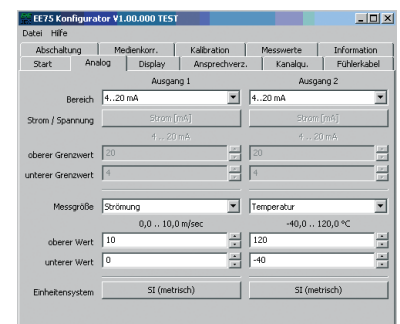 EE75 Konfigurator V1.00.000 TEST
Datei Hilfe
Abschaltung Medienkorr. Kalibration Messwerte Information
Start Analog Display Ansprechverz. Kanalqu. Fühlerkabel
Ausgang 1 Ausgang 2
Bereich 4..20 mA 4..20 mA
Strom / Spannung Strom [mA] Strom [mA]
4 .. 20 mA 4 .. 20 mA
oberer Grenzwert 20 20
unterer Grenzwert 4 4
Messgröße Strömung Temperatur
0,0 .. 10,0 m/sec -40,0 .. 120,0 °C
oberer Wert 10 120
unterer Wert 0 -40
Einheitensystem SI (metrisch) SI (metrisch)